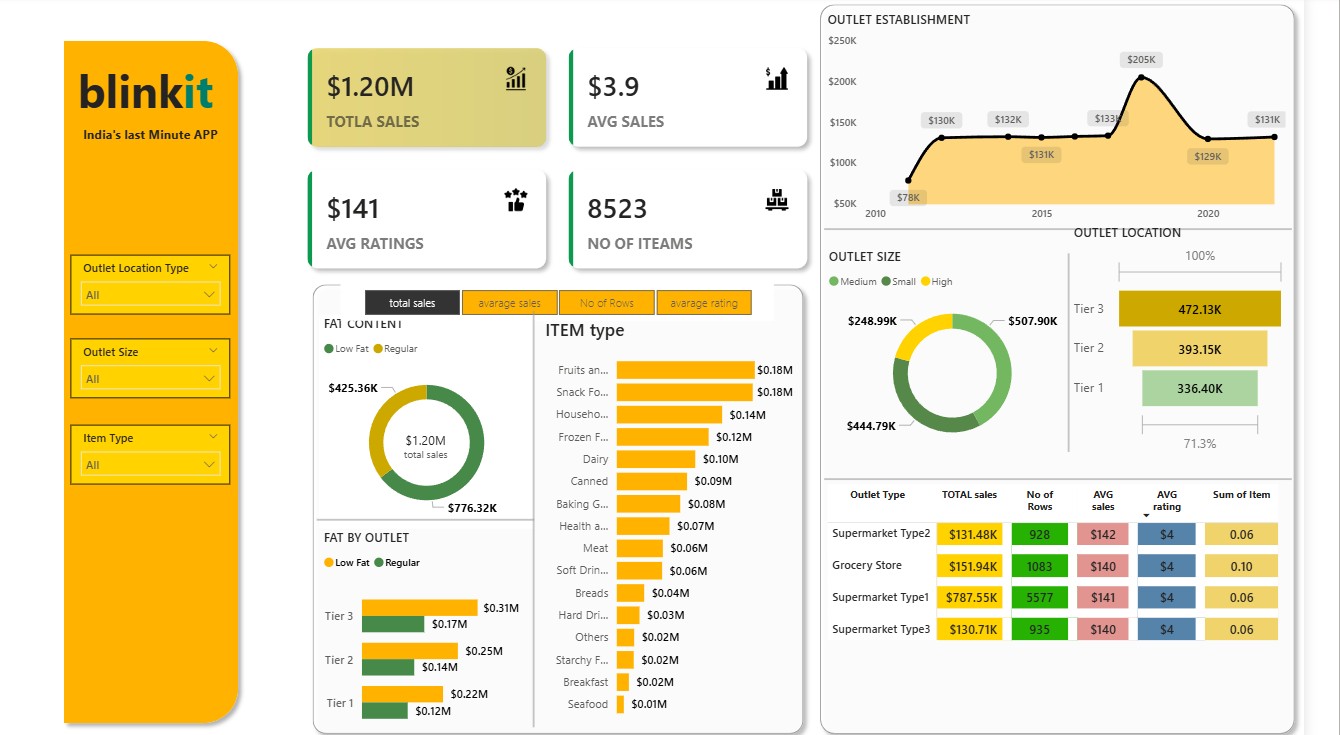 blinkit
India's last Minute APP
Outlet Location Type
All
Outlet Size
All
Item Type
All
$1.20M
TOTLA SALES
$3.9
AVG SALES
$141
AVG RATINGS
8523
NO OF ITEAMS
total sales
avarage sales
No of Rows
avarage rating
FAT CONTENT
Low Fat Regular
$425.36K
$1.20M
total sales
$776.32K
FAT BY OUTLET
Low Fat Regular
Tier 3 $0.31M
$0.17M
Tier 2 $0.25M
$0.14M
Tier 1 $0.22M
$0.12M
ITEM type
Fruits an... $0.18M
Snack Fo... $0.18M
Househo... $0.14M
Frozen F... $0.12M
Dairy $0.10M
Canned $0.09M
Baking G... $0.08M
Health a... $0.07M
Meat $0.06M
Soft Drin... $0.06M
Breads $0.04M
Hard Dri... $0.03M
Others $0.02M
Starchy F... $0.02M
Breakfast $0.02M
Seafood $0.01M
OUTLET ESTABLISHMENT
$250K
$200K
$150K
$100K
$50K
$78K
$130K
$132K
$131K
$133K
$205K
$129K
$131K
2010 2015 2020
OUTLET SIZE
Medium Small High
$248.99K
$507.90K
$444.79K
OUTLET LOCATION
100%
Tier 3 472.13K
Tier 2 393.15K
Tier 1 336.40K
71.3%
Outlet Type TOTAL sales No of Rows AVG sales AVG rating Sum of Item
Supermarket Type2 $131.48K 928 $142 $4 0.06
Grocery Store $151.94K 1083 $140 $4 0.10
Supermarket Type1 $787.55K 5577 $141 $4 0.06
Supermarket Type3 $130.71K 935 $140 $4 0.06